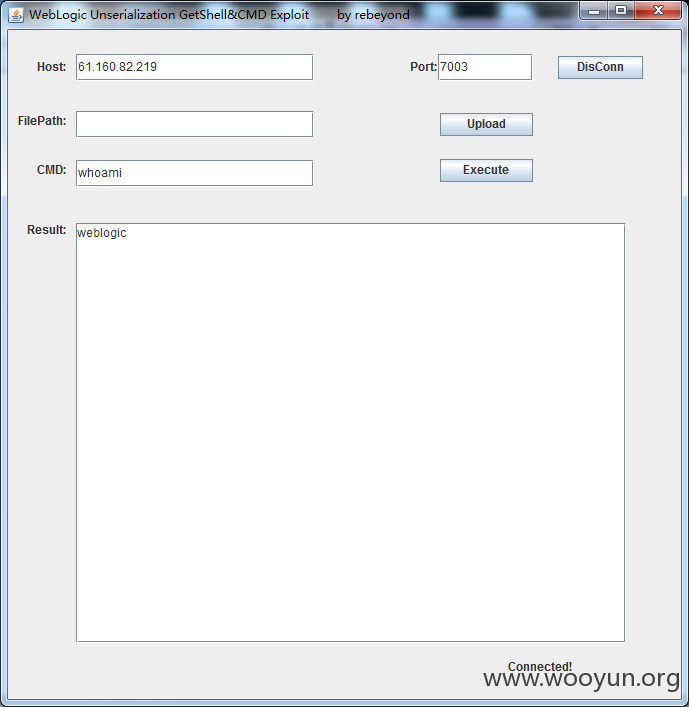 WebLogic Unserialization GetShell&CMD Exploit by rebeyond
Host: 61.160.82.219 Port: 7003 DisConn
FilePath: Upload
CMD: whoami Execute
Result: weblogic
Connected!
www.wooyun.org